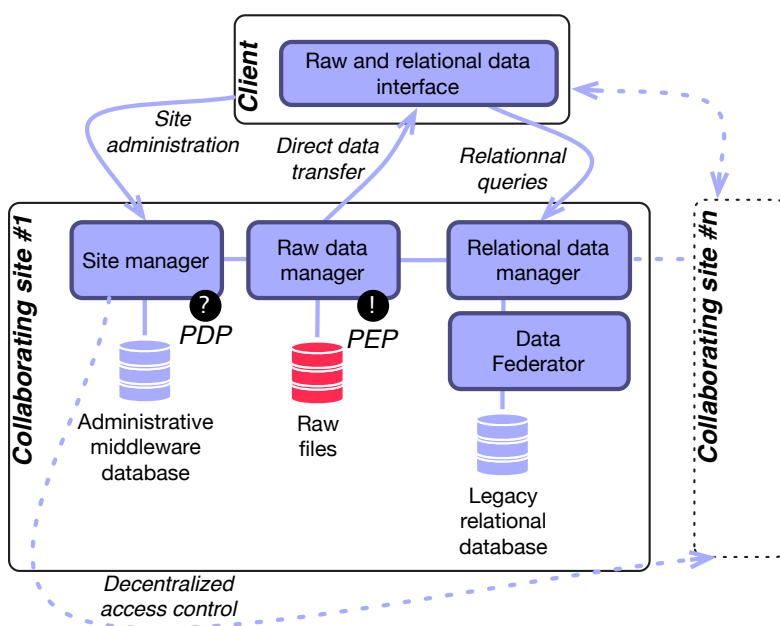 Client
Raw and relational data
interface
Site
administration
Direct data
transfer
Relationnal
queries
Collaborating site #1
Site manager
Raw data
manager
Relational data
manager
?
PDP
!
PEP
Data
Federator
Administrative
middleware
database
Raw
files
Legacy
relational
database
Collaborating site #n
Decentralized
access control